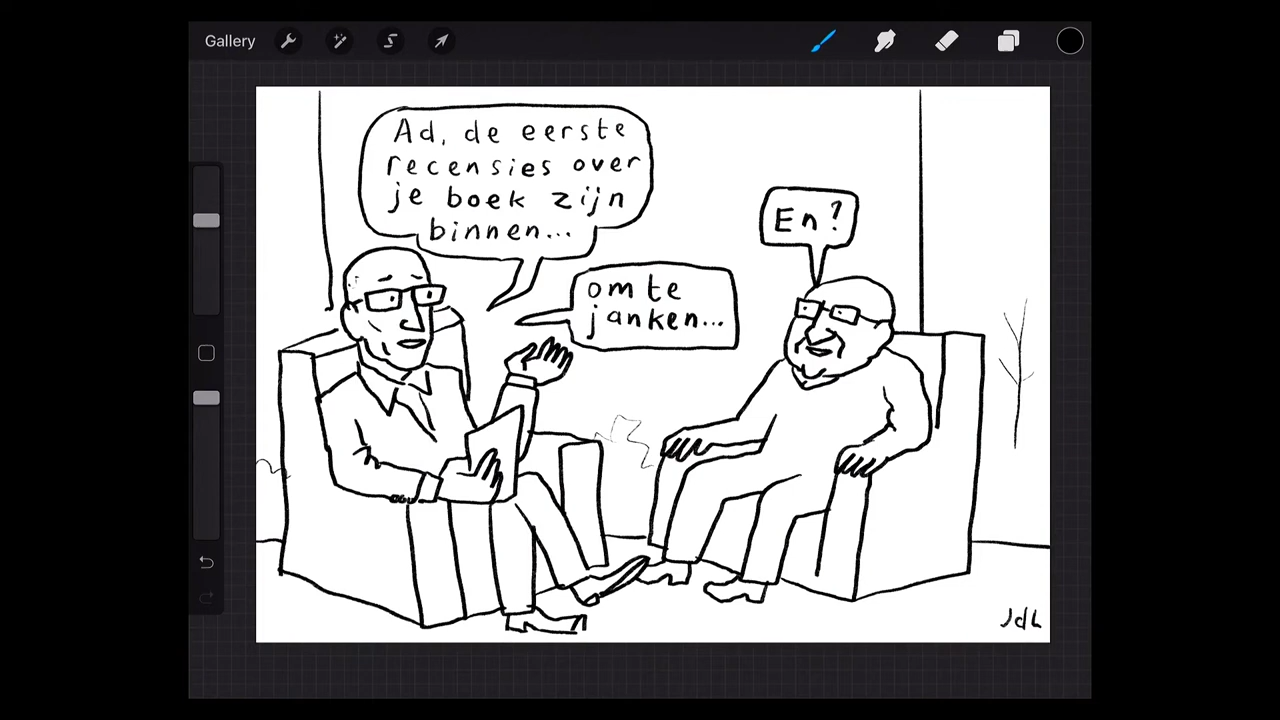 Gallery
Ad, de eerste
recensies over
je boek zijn
binnen...
En?
om te
janken...
JdL